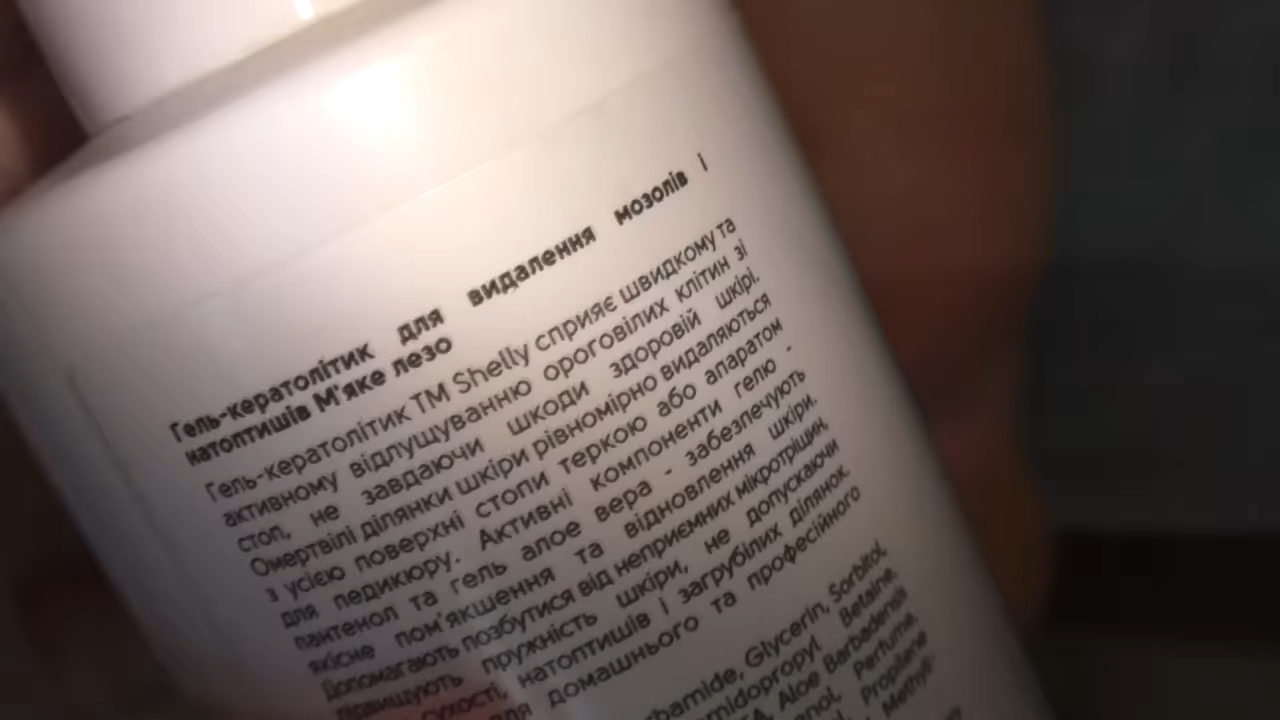 Гель-кератолітик для видалення мозолів і
натоптишів М'яке лезо
Гель-кератолітик ТМ Shelly сприяє швидкому та
активному відлущуванню ороговілих клітин зі
стоп, не завдаючи шкоди здоровій шкірі.
Омертвілі ділянки шкіри рівномірно видаляються
з усією поверхні стопи теркою або апаратом
для педикюру. Активні компоненти гелю -
пантенол та гель алое вера - забезпечують
якісне пом'якшення та відновлення шкіри.
Допомагають позбутися від неприємних мікротріщин,
підвищують пружність шкіри, не допускаючи
сухості, натоптишів і загрубілих ділянок.
для домашнього та професійного
Glycerin, Sorbitol,
Betaine,
Aloe Barbadensis
Perfume,
Propylene
Methyl-